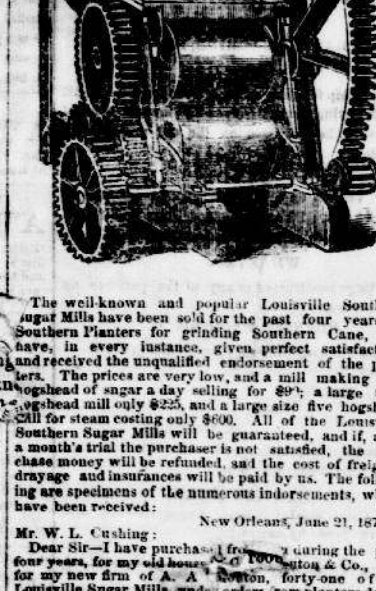 The well-known and popular Louisville South
sugar Mills have been sold for the past four year
Southern Planters for grinding Southern Cane,
have, in every instance, given perfect satisfact
and received the unqualified endorsement of the p
ters. The prices are very low, and a mill making
hogshead of sugar a day selling for a large
hogshead mill only $225, and a large size five hogsh
for steam costing only $600. All of the Louis
Southern Sugar Mills will be guaranteed, and if,
a month's trial the purchaser is not satisfied, the
chase money will be refunded, and the cost of freig
drayage and insurances will be paid by us. The fol
ing are specimens of the numerous indorsements, w
have been received:
New Orleans, June 21, 187
Mr. W. L. Cushing:
Dear Sir—I have purchas during the
four years, for my old house & Co.,
for my new firm of A. A. forty-one of
Louisville Sugar Mills,